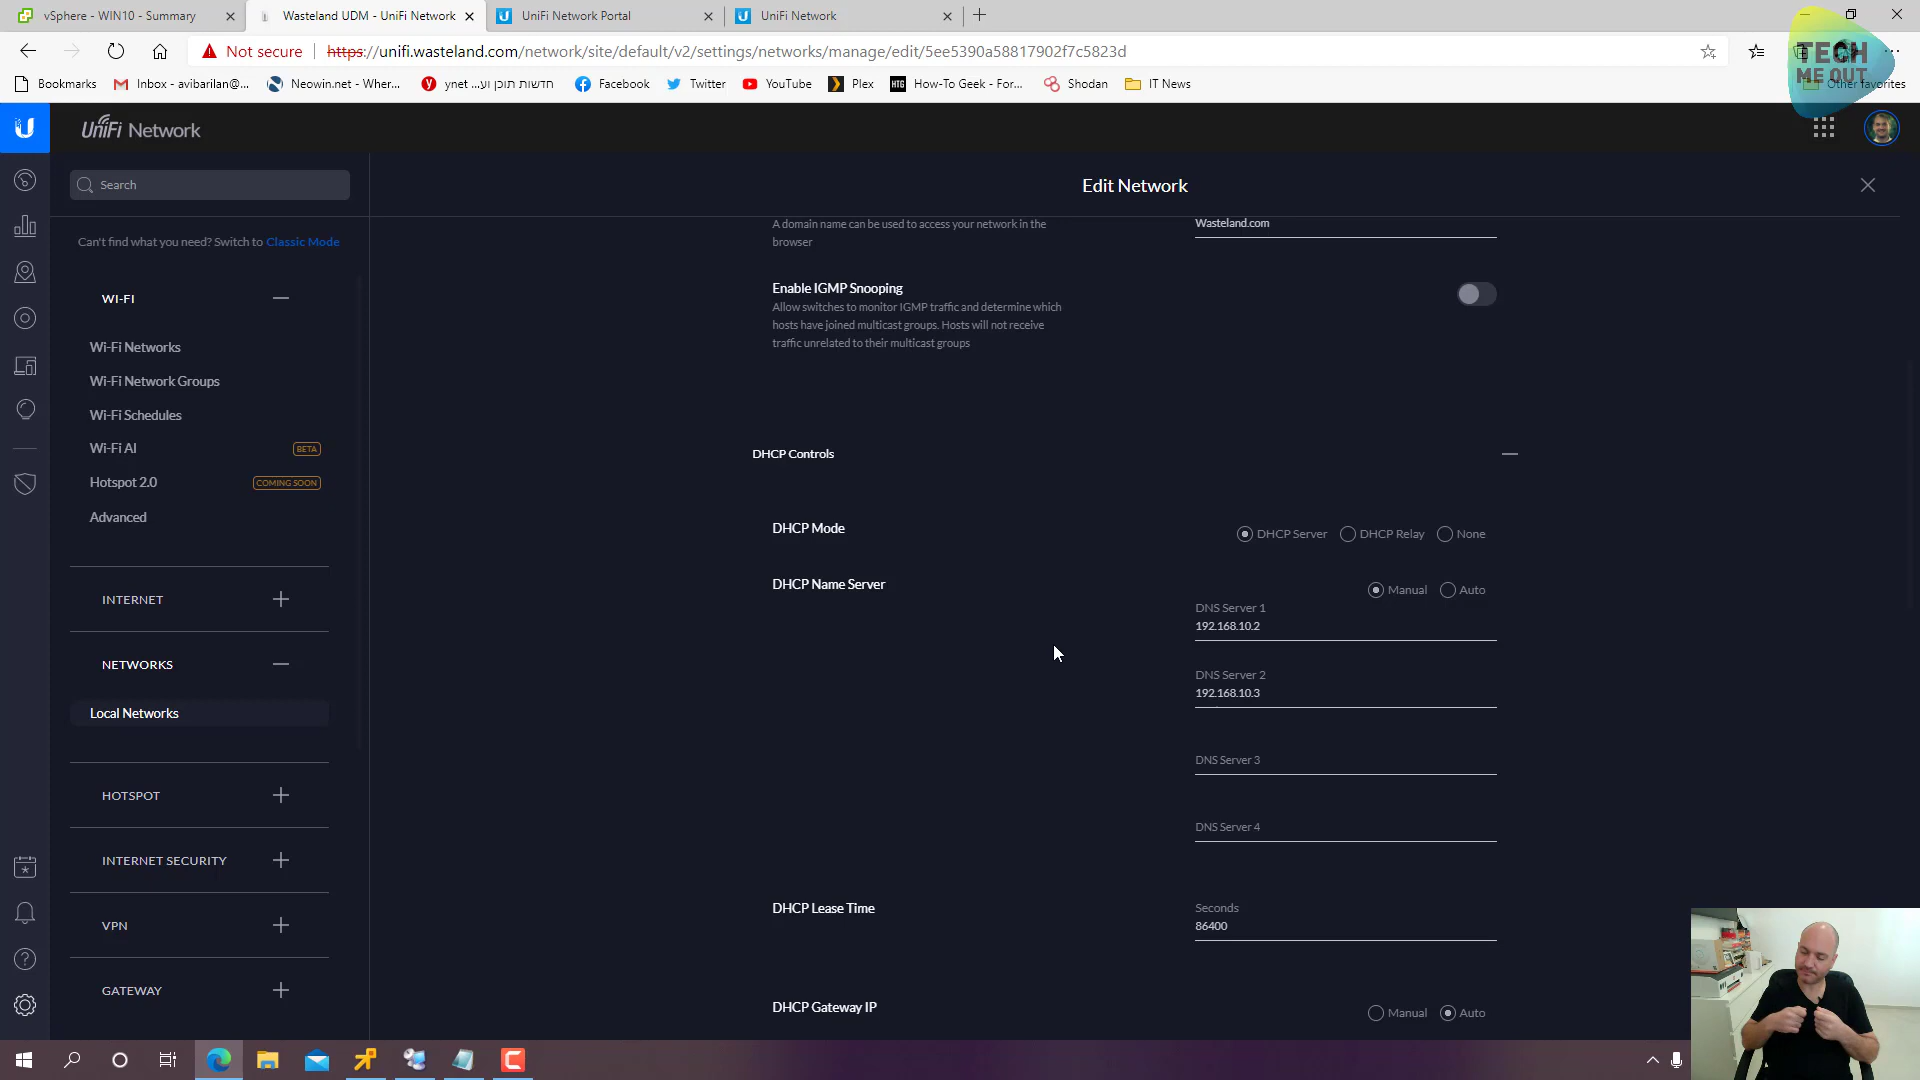 vSphere - WIN10 - Summary
Wasteland UDM - UniFi Network
UniFi Network Portal
UniFi Network
Not secure
https://unifi.wasteland.com/network/site/default/v2/settings/networks/manage/edit/5ee5390a58817902f7c5823d
Bookmarks
Inbox - avibarilan@...
Neowin.net - Wher...
ynet ...חדשות תוכן וע
Facebook
Twitter
YouTube
Plex
HTG
How-To Geek - For...
Shodan
IT News
Other favorites
TECH
ME OUT
UniFi Network
Search
Edit Network
Can't find what you need? Switch to Classic Mode
WI-FI
Wi-Fi Networks
Wi-Fi Network Groups
Wi-Fi Schedules
Wi-Fi AI
BETA
Hotspot 2.0
COMING SOON
Advanced
INTERNET
NETWORKS
Local Networks
HOTSPOT
INTERNET SECURITY
VPN
GATEWAY
A domain name can be used to access your network in the
browser
Wasteland.com
Enable IGMP Snooping
Allow switches to monitor IGMP traffic and determine which
hosts have joined multicast groups. Hosts will not receive
traffic unrelated to their multicast groups
DHCP Controls
DHCP Mode
DHCP Server
DHCP Relay
None
DHCP Name Server
Manual
Auto
DNS Server 1
192.168.10.2
DNS Server 2
192.168.10.3
DNS Server 3
DNS Server 4
DHCP Lease Time
Seconds
86400
DHCP Gateway IP
Manual
Auto